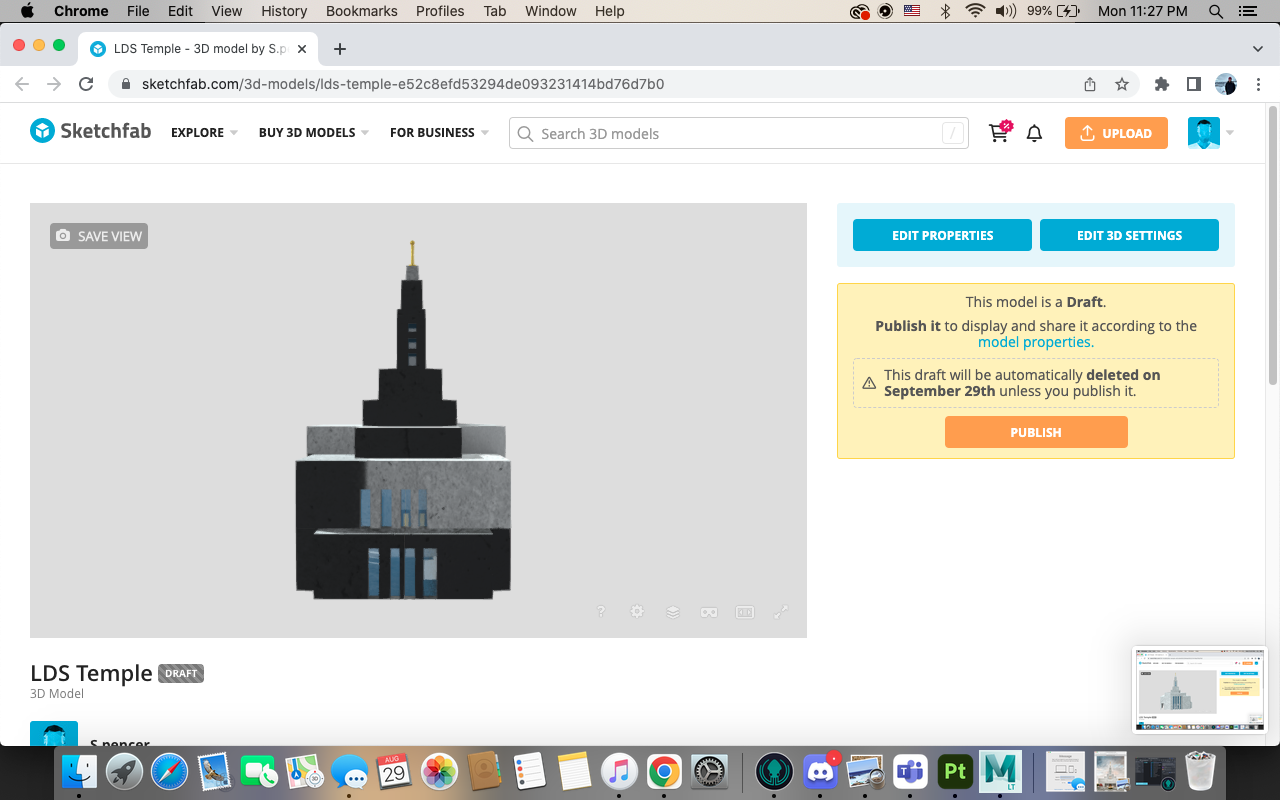 Chrome File Edit View History Bookmarks Profiles Tab Window Help 99% Mon 11:27 PM
LDS Temple - 3D model by S.p
sketchfab.com/3d-models/lds-temple-e52c8efd53294de093231414bd76d7b0
Sketchfab EXPLORE BUY 3D MODELS FOR BUSINESS Search 3D models / % UPLOAD
SAVE VIEW
EDIT PROPERTIES EDIT 3D SETTINGS
This model is a Draft.
Publish it to display and share it according to the
model properties.
This draft will be automatically deleted on
September 29th unless you publish it.
PUBLISH
?
LDS Temple DRAFT
3D Model
S.pencer
AUG
29
3D
Pt
M
LT